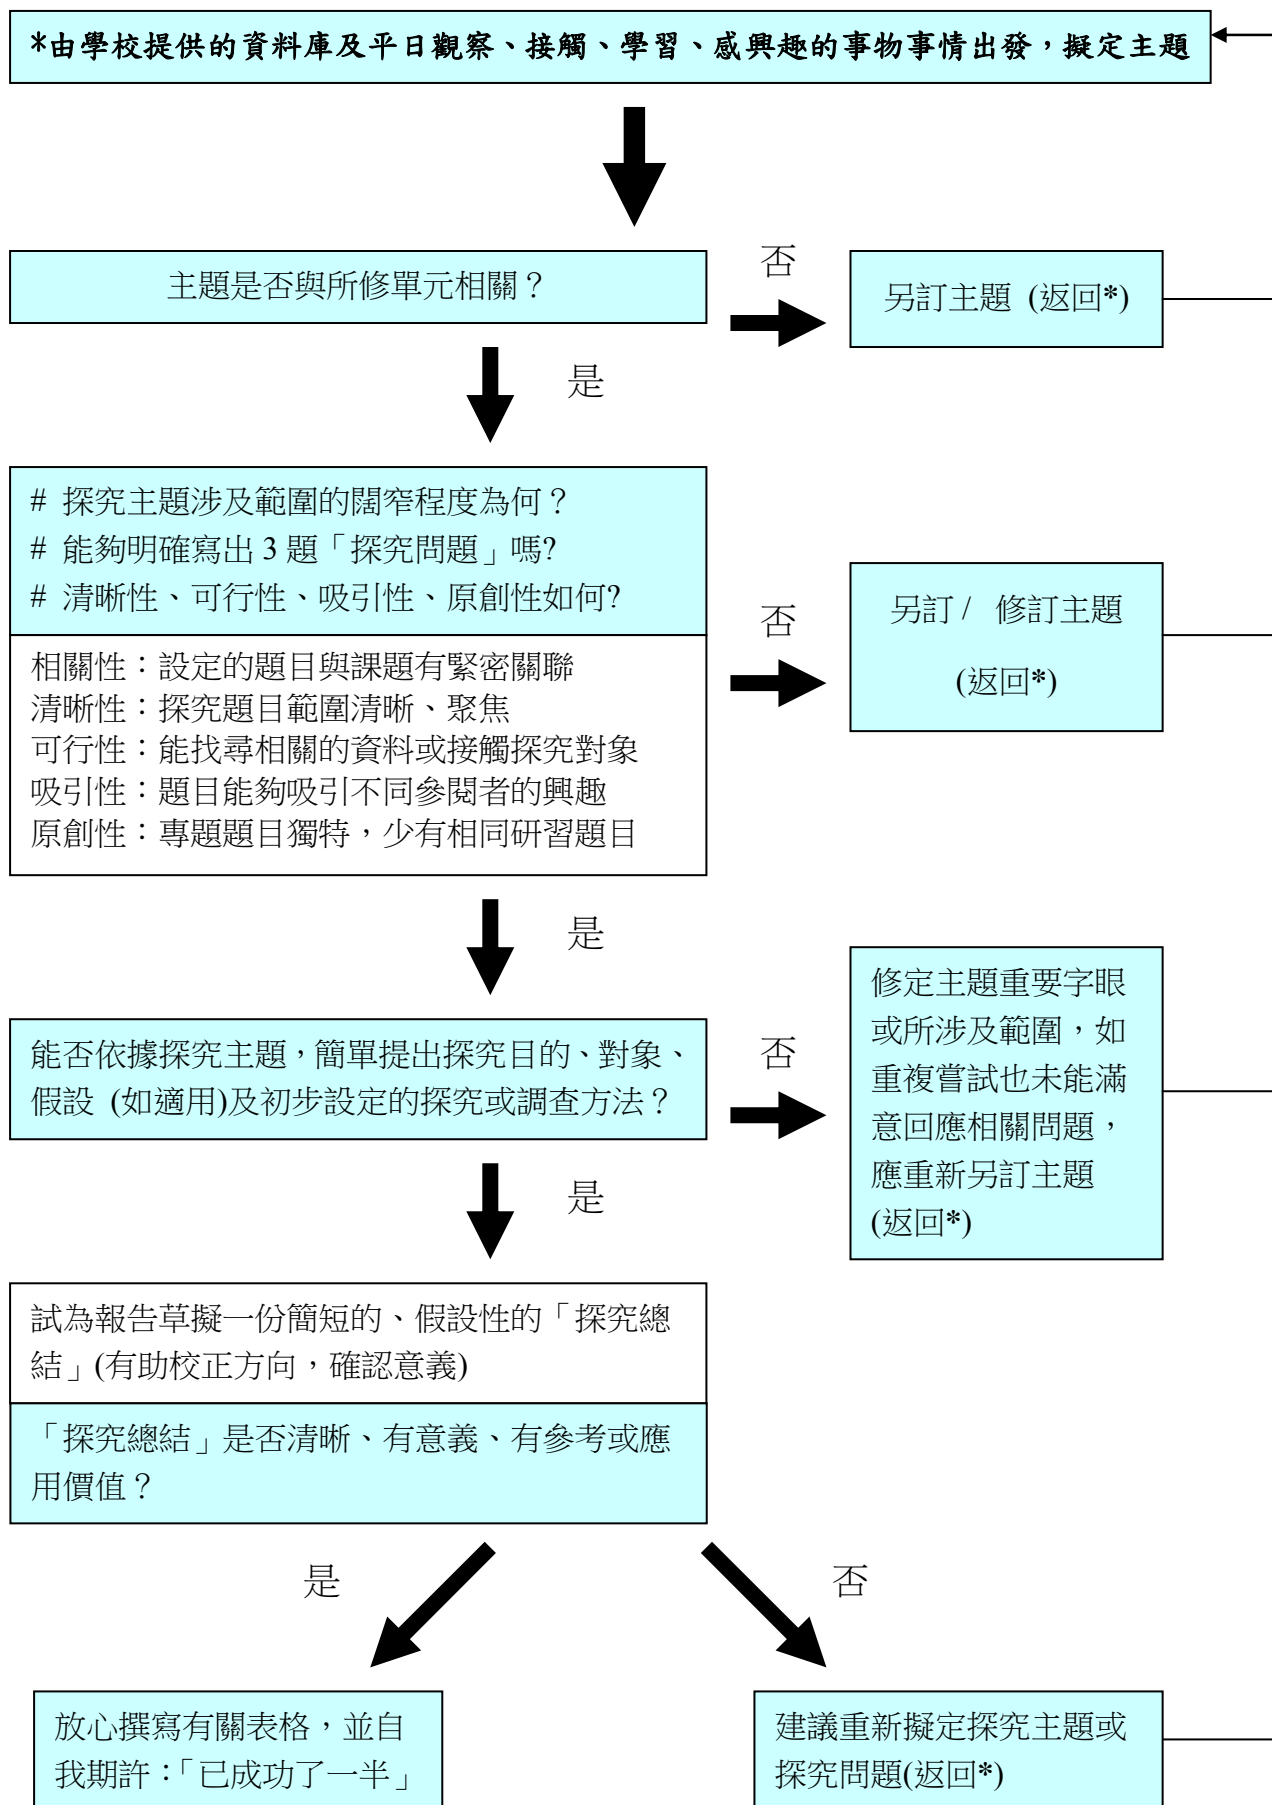 *由學校提供的資料庫及平日觀察、接觸、學習、感興趣的事物事情出發，擬定主題
主題是否與所修單元相關？
否
另訂主題 (返回*)
是
# 探究主題涉及範圍的闊窄程度為何？
# 能夠明確寫出 3 題「探究問題」嗎?
# 清晰性、可行性、吸引性、原創性如何?
相關性：設定的題目與課題有緊密關聯
清晰性：探究題目範圍清晰、聚焦
可行性：能找尋相關的資料或接觸探究對象
吸引性：題目能夠吸引不同參閱者的興趣
原創性：專題題目獨特，少有相同研習題目
否
另訂 / 修訂主題
(返回*)
是
能否依據探究主題，簡單提出探究目的、對象、
假設 (如適用)及初步設定的探究或調查方法？
否
修定主題重要字眼
或所涉及範圍，如
重複嘗試也未能滿
意回應相關問題，
應重新另訂主題
(返回*)
是
試為報告草擬一份簡短的、假設性的「探究總
結」(有助校正方向，確認意義)
「探究總結」是否清晰、有意義、有參考或應
用價值？
是
否
放心撰寫有關表格，並自
我期許：「已成功了一半」
建議重新擬定探究主題或
探究問題(返回*)